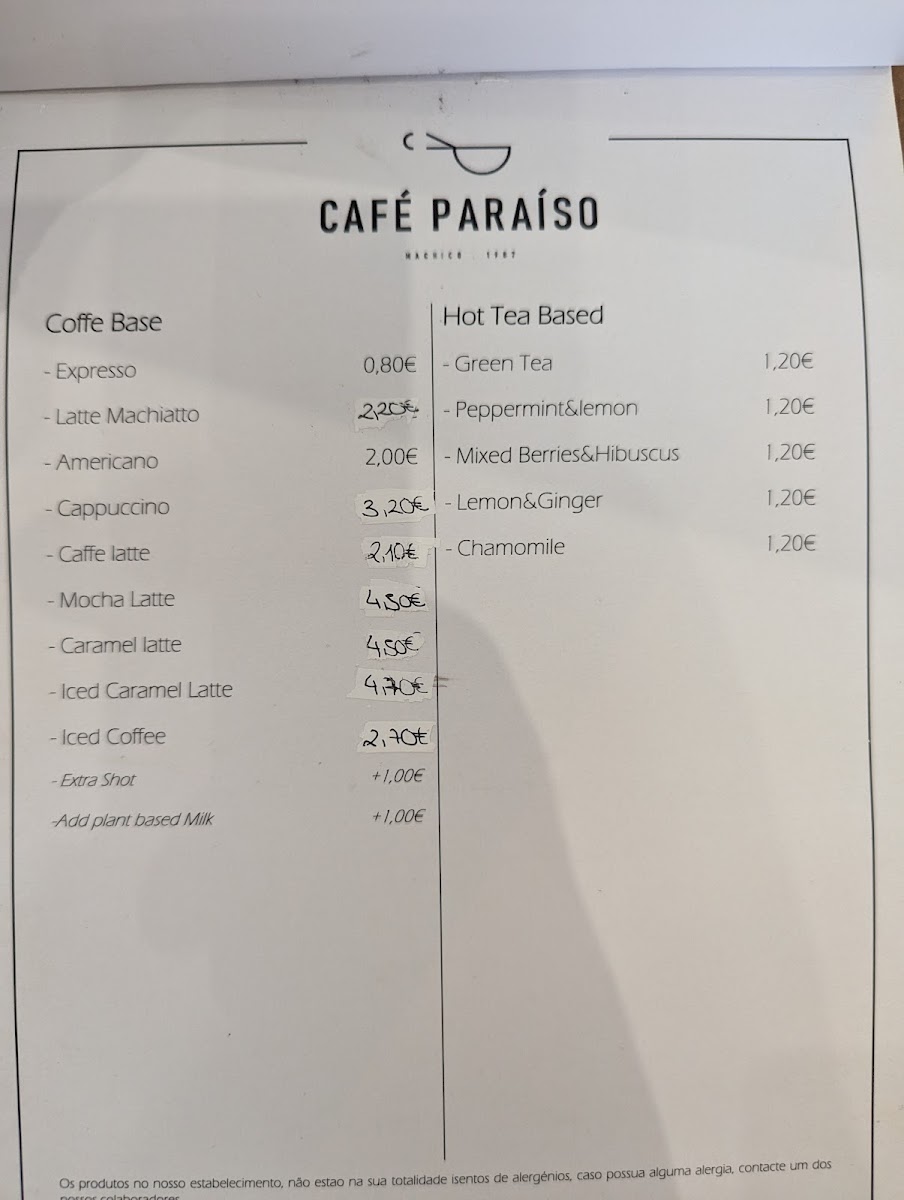 CAFÉ PARAÍSO
MACHICO . 1987
Coffe Base
- Expresso 0,80€
- Latte Machiatto 2,20€
- Americano 2,00€
- Cappuccino 3,20€
- Caffe latte 2,10€
- Mocha Latte 4,50€
- Caramel latte 4,50€
- Iced Caramel Latte 4,70€
- Iced Coffee 2,70€
- Extra Shot +1,00€
-Add plant based Milk +1,00€
Hot Tea Based
- Green Tea 1,20€
- Peppermint&lemon 1,20€
- Mixed Berries&Hibuscus 1,20€
- Lemon&Ginger 1,20€
- Chamomile 1,20€
Os produtos no nosso estabelecimento, não estao na sua totalidade isentos de alergénios, caso possua alguma alergia, contacte um dos
nossos colaboradores